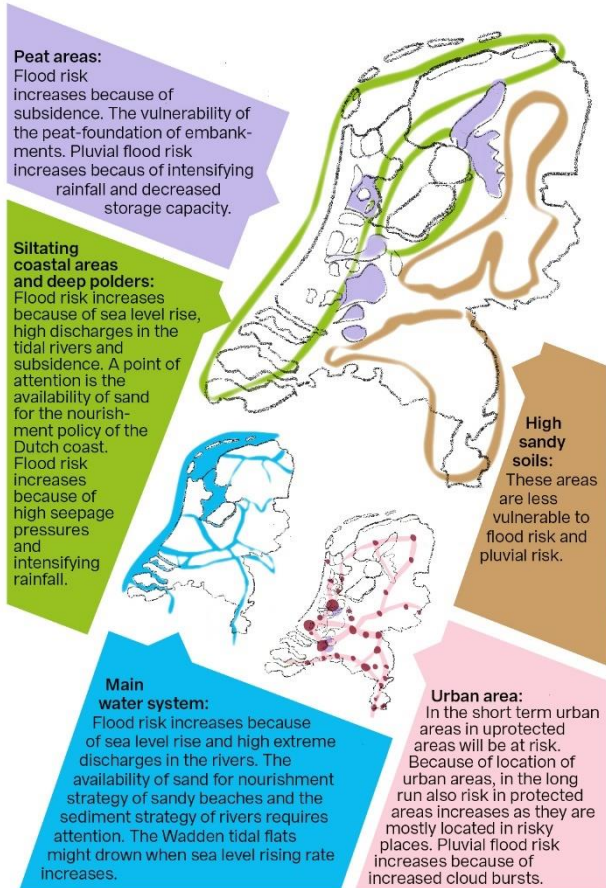 Peat areas:
Flood risk
increases because of
subsidence. The vulnerability of
the peat-foundation of embank-
ments. Pluvial flood risk
increases becaus of intensifying
rainfall and decreased
storage capacity.
Siltating
coastal areas
and deep polders:
Flood risk increases
because of sea level rise,
high discharges in the
tidal rivers and
subsidence. A point of
attention is the
availability of sand
for the nourish-
ment policy of the
Dutch coast.
Flood risk
increases
because of
high seepage
pressures
and
intensifying
rainfall.
High
sandy
soils:
These areas
are less
vulnerable to
flood risk and
pluvial risk.
Main
water system:
Flood risk increases because
of sea level rise and high extreme
discharges in the rivers. The
availability of sand for nourishment
strategy of sandy beaches and the
sediment strategy of rivers requires
attention. The Wadden tidal flats
might drown when sea level rising rate
increases.
Urban area:
In the short term urban
areas in uprotected
areas will be at risk.
Because of location of
urban areas, in the long
run also risk in protected
areas increases as they are
mostly located in risky
places. Pluvial flood risk
increases because of
increased cloud bursts.